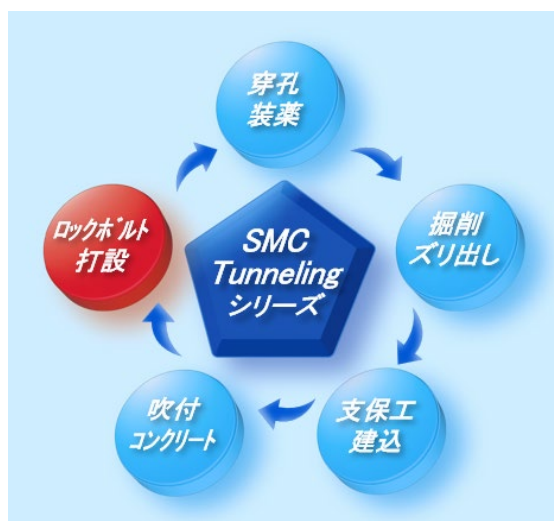 穿孔
装薬
掘削
ズリ出し
支保工
建込
吹付
コンクリート
ロックボルト
打設
SMC
Tunneling
シリーズ